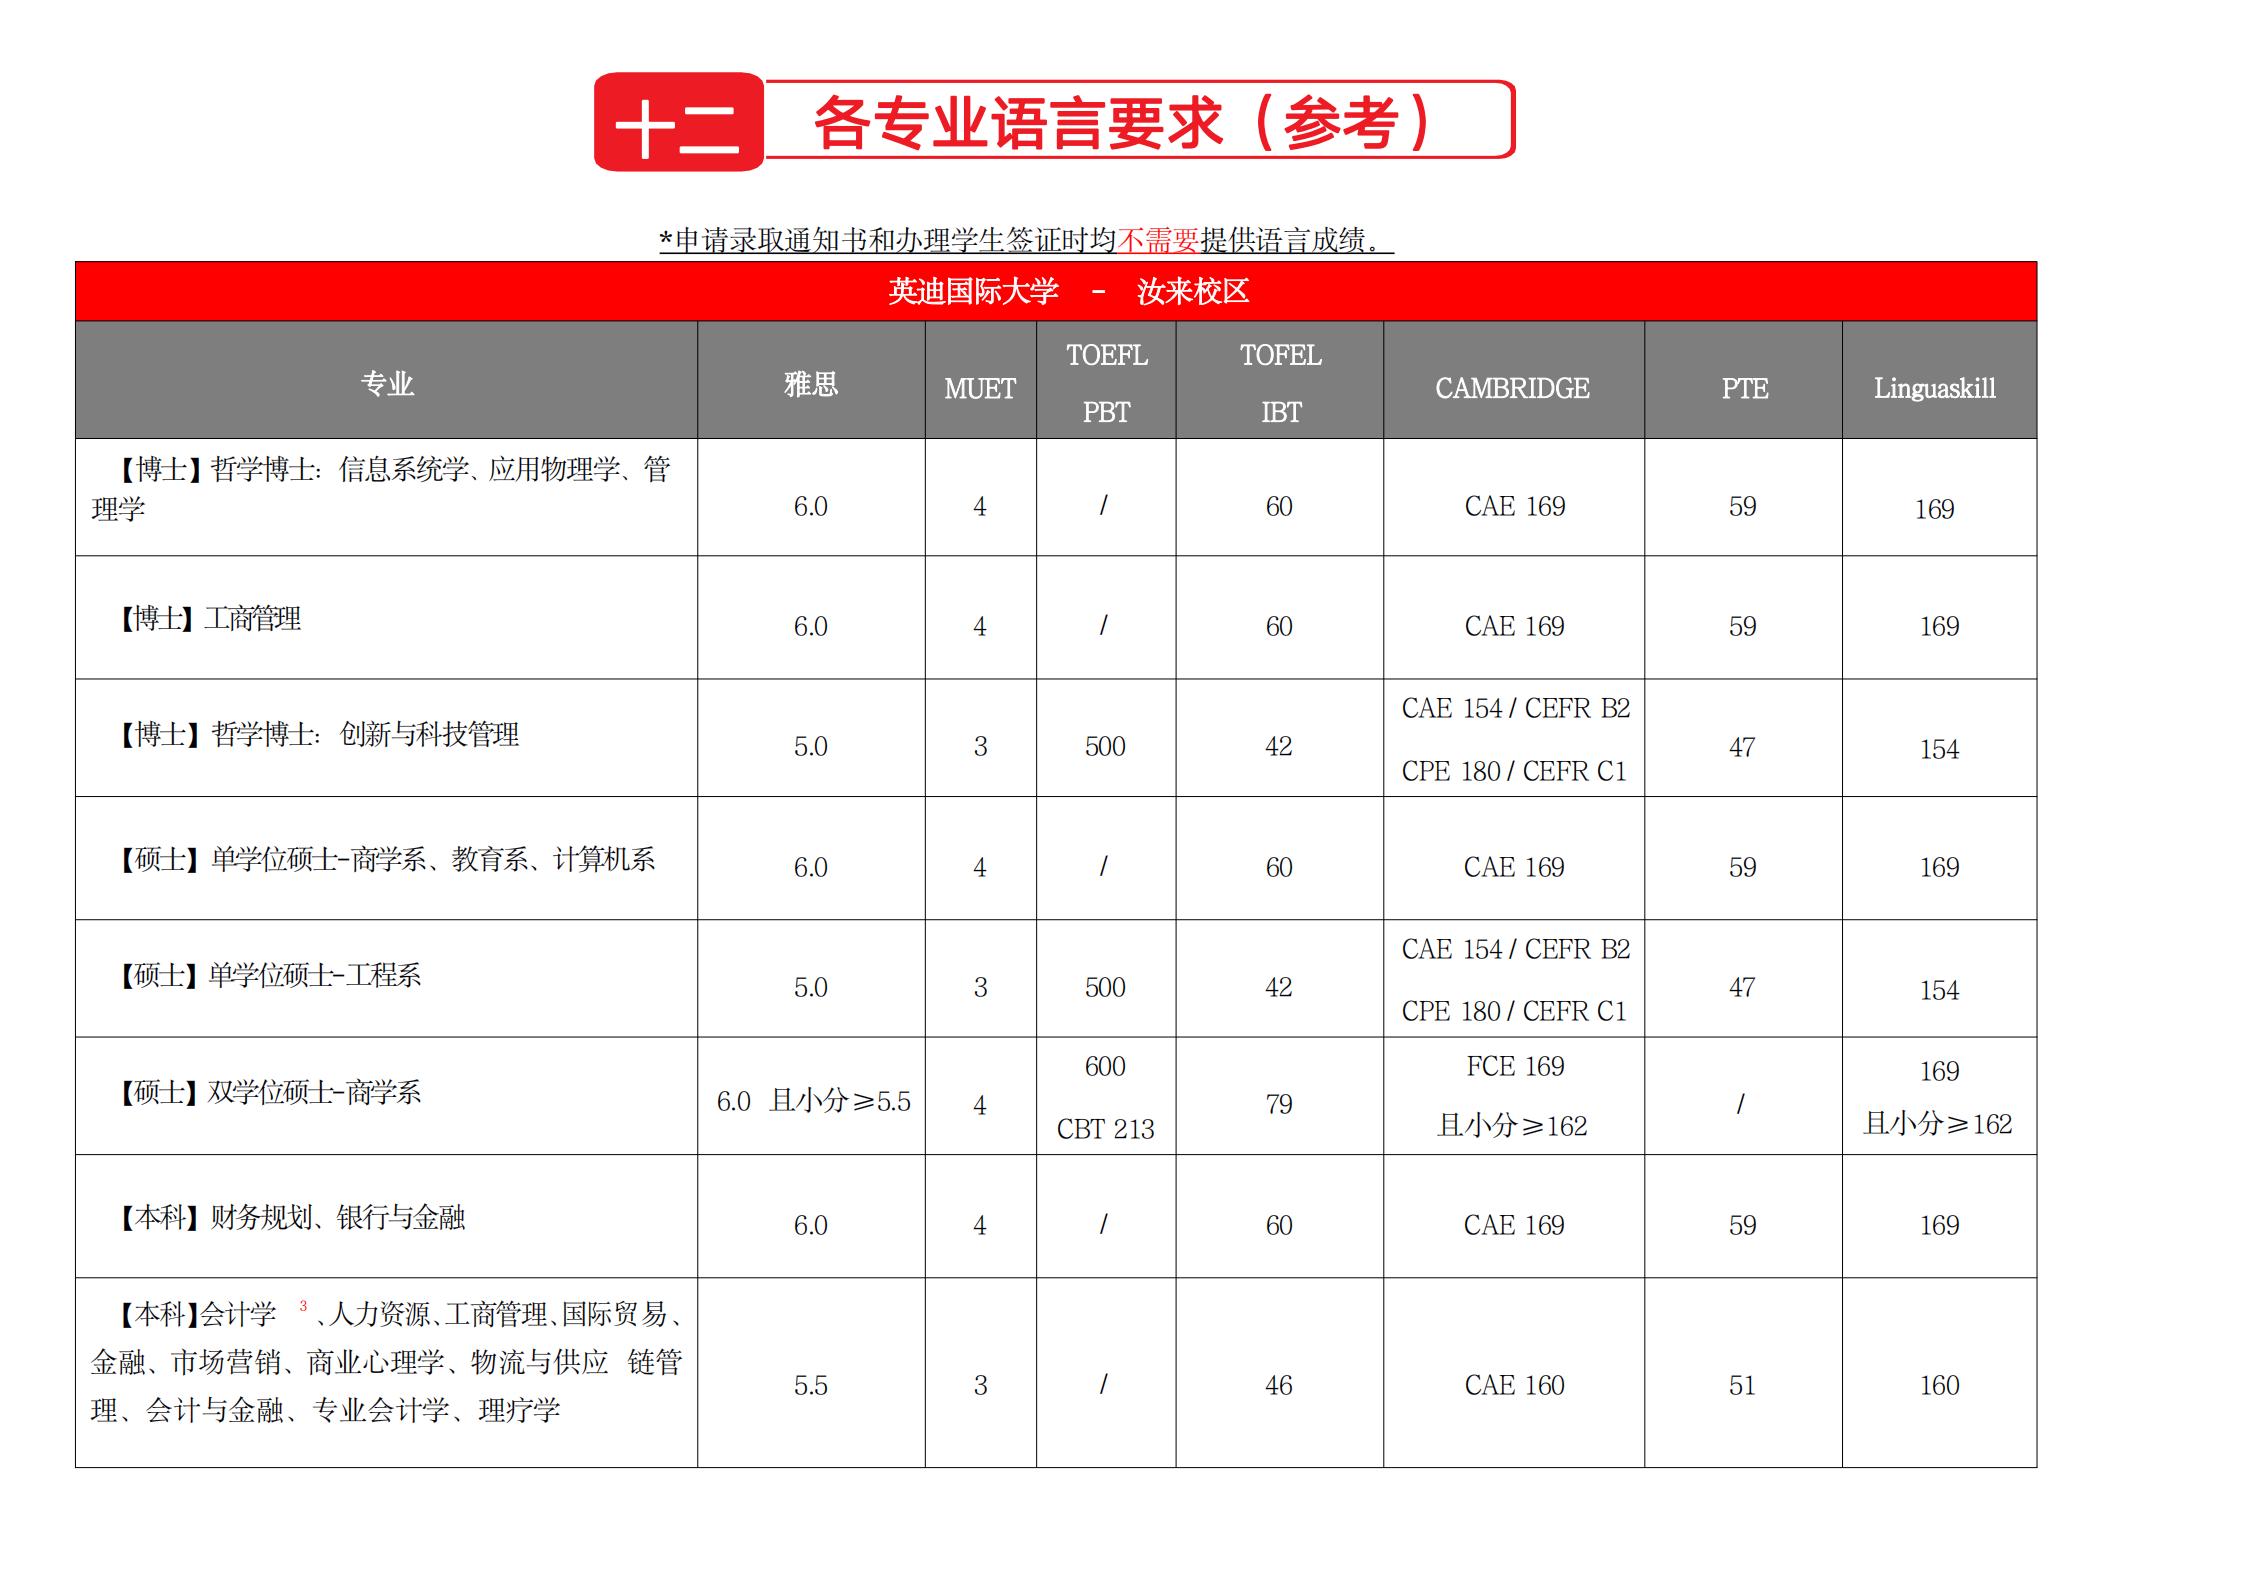 十二 各专业语言要求（参考）
*申请录取通知书和办理学生签证时均不需要提供语言成绩。
英迪国际大学 - 汝来校区
专业 雅思 MUET TOEFL PBT TOFEL IBT CAMBRIDGE PTE Linguaskill
【博士】哲学博士：信息系统学、应用物理学、管
理学 6.0 4 / 60 CAE 169 59 169
【博士】工商管理 6.0 4 / 60 CAE 169 59 169
【博士】哲学博士：创新与科技管理 5.0 3 500 42 CAE 154 / CEFR B2
CPE 180 / CEFR C1 47 154
【硕士】单学位硕士-商学系、教育系、计算机系 6.0 4 / 60 CAE 169 59 169
【硕士】单学位硕士-工程系 5.0 3 500 42 CAE 154 / CEFR B2
CPE 180 / CEFR C1 47 154
【硕士】双学位硕士-商学系 6.0 且小分≥5.5 4 600
CBT 213 79 FCE 169
且小分≥162 / 169
且小分≥162
【本科】财务规划、银行与金融 6.0 4 / 60 CAE 169 59 169
【本科】会计学 3 、人力资源、工商管理、国际贸易、
金融、市场营销、商业心理学、物流与供应 链管
理、会计与金融、专业会计学、理疗学 5.5 3 / 46 CAE 160 51 160